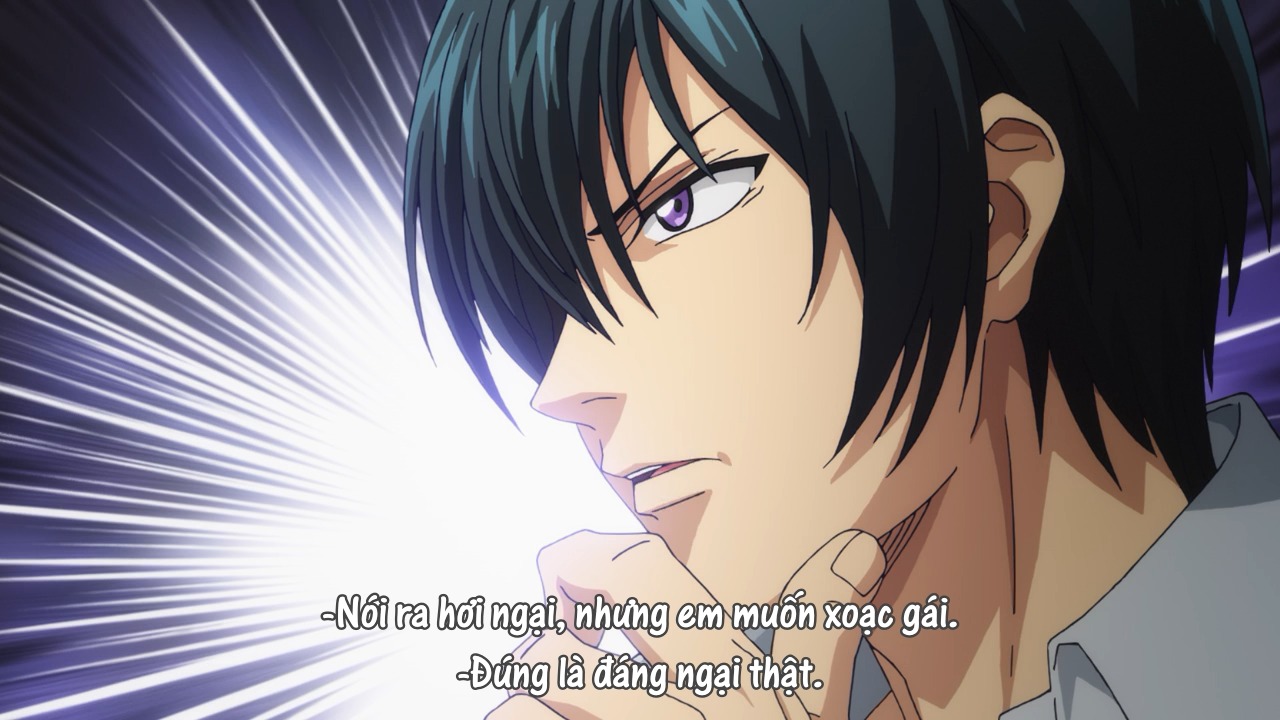 -Nói ra hơi ngại, nhưng em muốn xoạc gái.
-Đúng là đáng ngại thật.